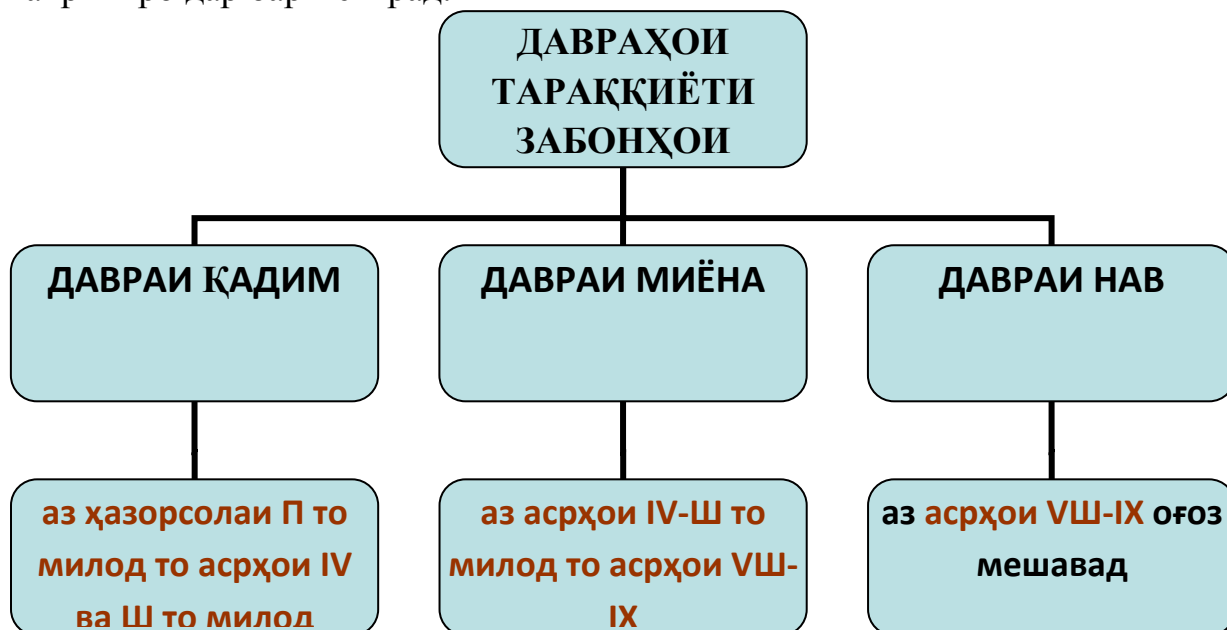 ДАВРАҲОИ
ТАРАҚҚИЁТИ
ЗАБОНҲОИ
ДАВРАИ ҚАДИМ
ДАВРАИ МИЁНА
ДАВРАИ НАВ
аз ҳазорсолаи П то
милод то асрҳои IV
ва Ш то милод
аз асрҳои IV-Ш то
милод то асрҳои VШ-
IX
аз асрҳои VШ-IX оғоз
мешавад